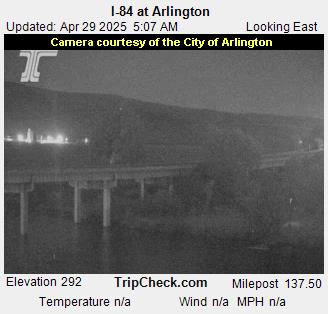 I-84 at Arlington
Updated: Apr 29 2025 5:07 AM Looking East
Camera courtesy of the City of Arlington
Elevation 292 TripCheck.com Milepost 137.50
Temperature n/a Wind n/a MPH n/a